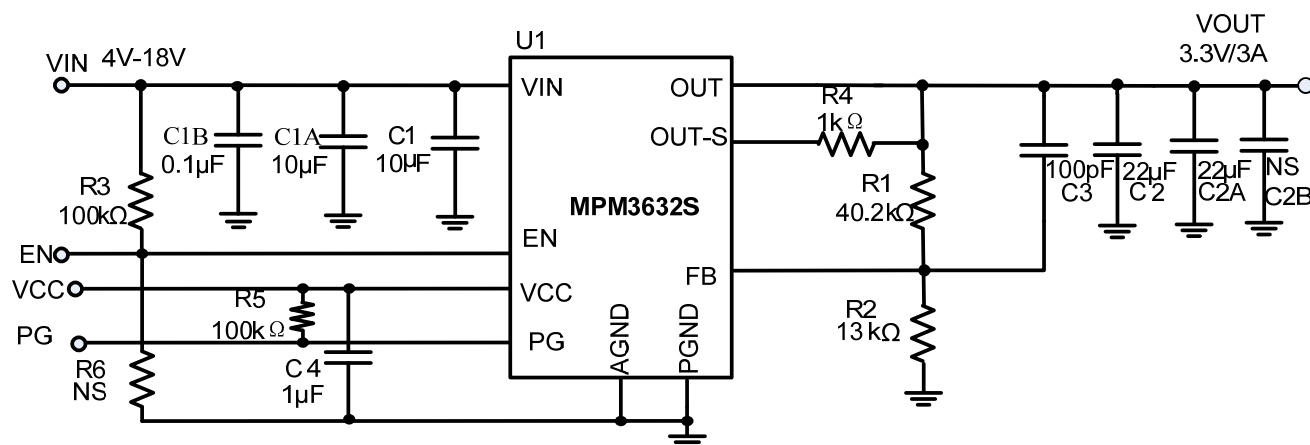 VIN 4V-18V
U1
VOUT
3.3V/3A
VIN
OUT
C1B
0.1µF
C1A
10µF
C1
10µF
R4
1kΩ
OUT-S
R3
100kΩ
MPM3632S
R1
40.2kΩ
100pF
C3
22µF
C2
22µF
C2A
NS
C2B
EN
EN
VCC
VCC
R5
100kΩ
FB
PG
PG
R2
13kΩ
AGND
PGND
R6
NS
C4
1µF